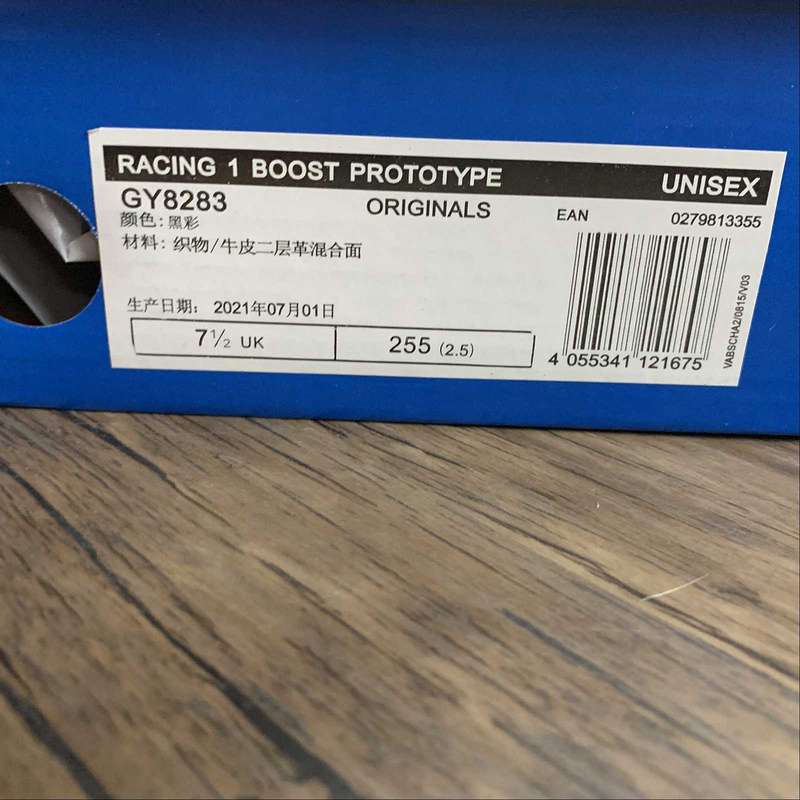 RACING 1 BOOST PROTOTYPE UNISEX
GY8283 ORIGINALS EAN 0279813355
颜色: 黑彩
材料: 织物/牛皮二层革混合面
生产日期: 2021年07月01日
7½ UK 255 (2.5)
4 055341 121675
VABSCHA2/0815/V03